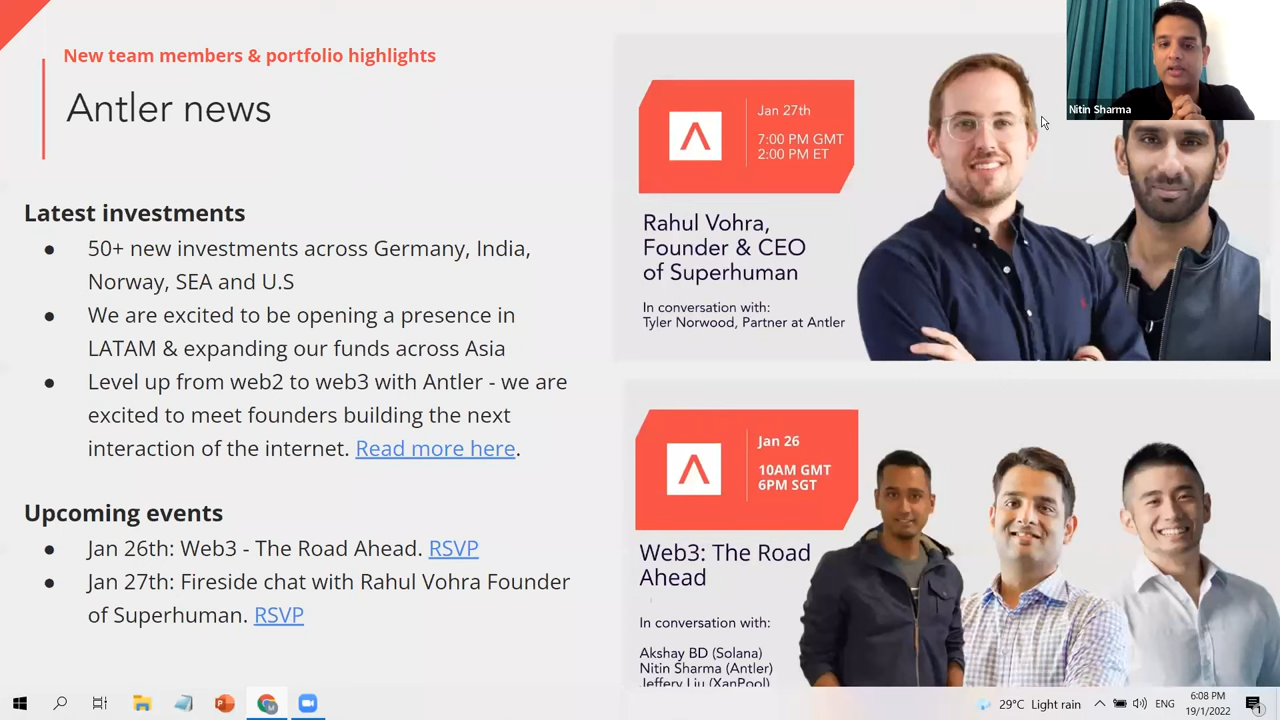 New team members & portfolio highlights
Antler news
Latest investments
50+ new investments across Germany, India,
Norway, SEA and U.S
We are excited to be opening a presence in
LATAM & expanding our funds across Asia
Level up from web2 to web3 with Antler - we are
excited to meet founders building the next
interaction of the internet. Read more here.
Upcoming events
Jan 26th: Web3 - The Road Ahead. RSVP
Jan 27th: Fireside chat with Rahul Vohra Founder
of Superhuman. RSVP
Jan 27th
7:00 PM GMT
2:00 PM ET
Rahul Vohra,
Founder & CEO
of Superhuman
In conversation with:
Tyler Norwood, Partner at Antler
Nitin Sharma
Jan 26
10AM GMT
6PM SGT
Web3: The Road
Ahead
In conversation with:
Akshay BD (Solana)
Nitin Sharma (Antler)
Jeffery Liu (XanPool)
29°C Light rain
ENG
6:08 PM
19/1/2022
1